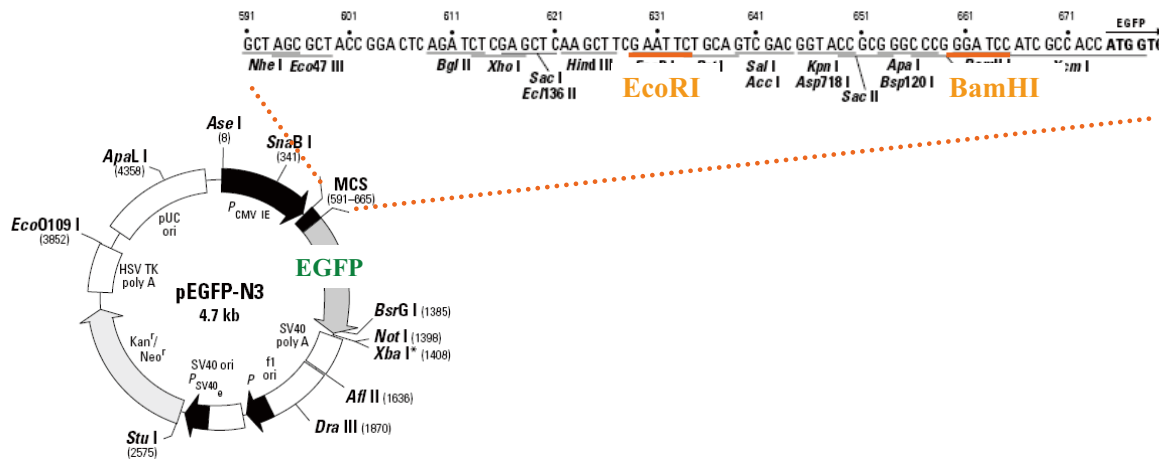 591 601 611 621 631 641 651 661 671 EGFP
GCT AGC GCT ACC GGA CTC AGA TCT CGA GCT CAA GCT TCG AAT TCT GCA GTC GAC GGT ACC GCG GGC CCG GGA TCC ATC GCC ACC ATG GTG
Nhe I Eco47 III Bgl II Xho I Sac I Ecl136 II Hind III EcoRI Sal I Acc I Kpn I Asp718 I Sac II Apa I Bsp120 I BamHI Xcm I
Ase I
(8)
SnaB I
(341)
ApaL I
(4358)
MCS
(591–665)
EcoO109 I
(3852)
pUC
ori
PCMV IE
HSV TK
poly A
EGFP
pEGFP-N3
4.7 kb
BsrG I (1385)
Not I (1398)
Xba I* (1408)
SV40
poly A
Kanr/
Neor
SV40 ori
PSV40e
P
f1
ori
Afl II (1636)
Dra III (1870)
Stu I
(2575)